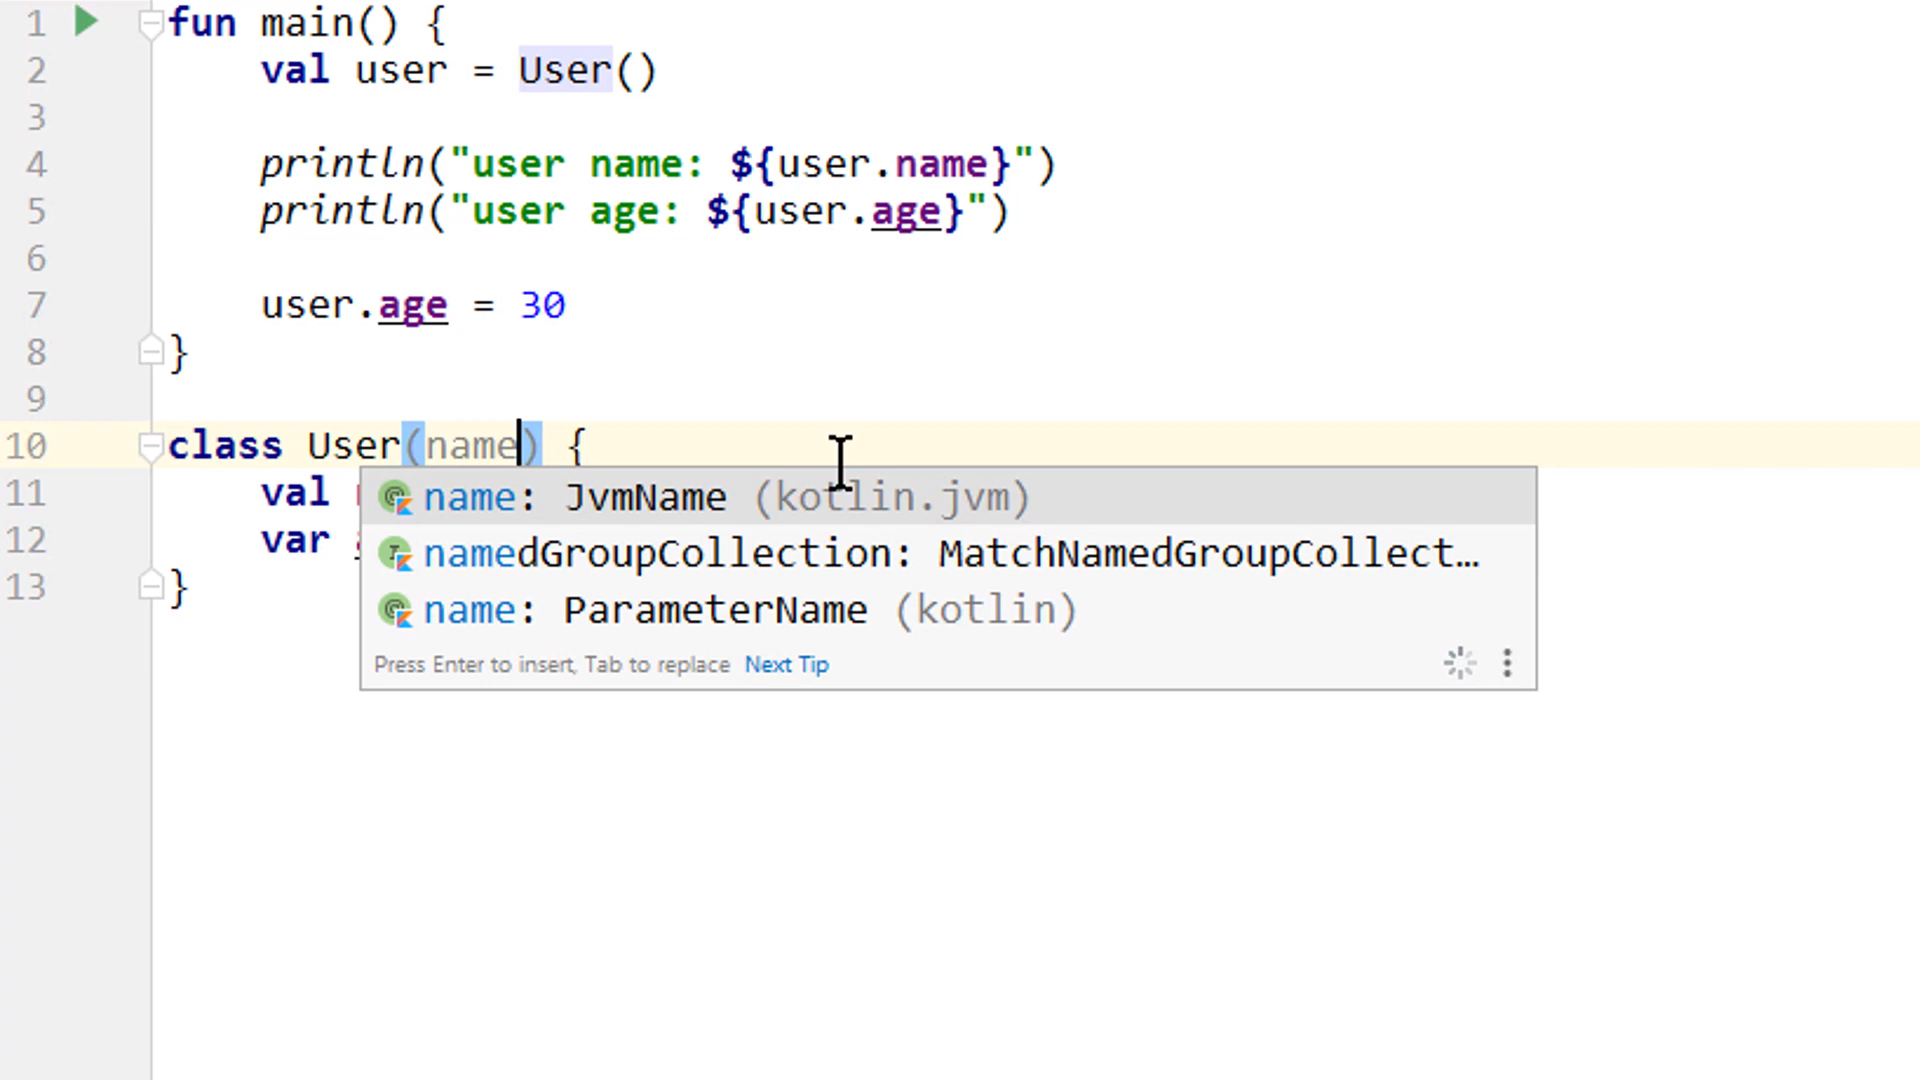 1 fun main() {
2 val user = User()
3
4 println("user name: ${user.name}")
5 println("user age: ${user.age}")
6
7 user.age = 30
8 }
9
10 class User(name) {
11 val
name: JvmName (kotlin.jvm)
12 var
namedGroupCollection: MatchNamedGroupCollect...
13 }
name: ParameterName (kotlin)
Press Enter to insert, Tab to replace Next Tip